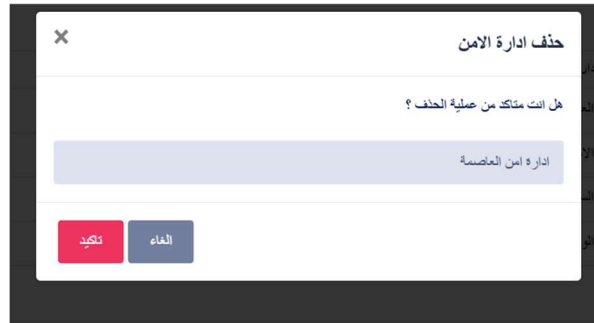 حذف ادارة الامن
×
هل انت متاكد من عملية الحذف ؟
اداره امن العاصمة
الغاء
تاكيد